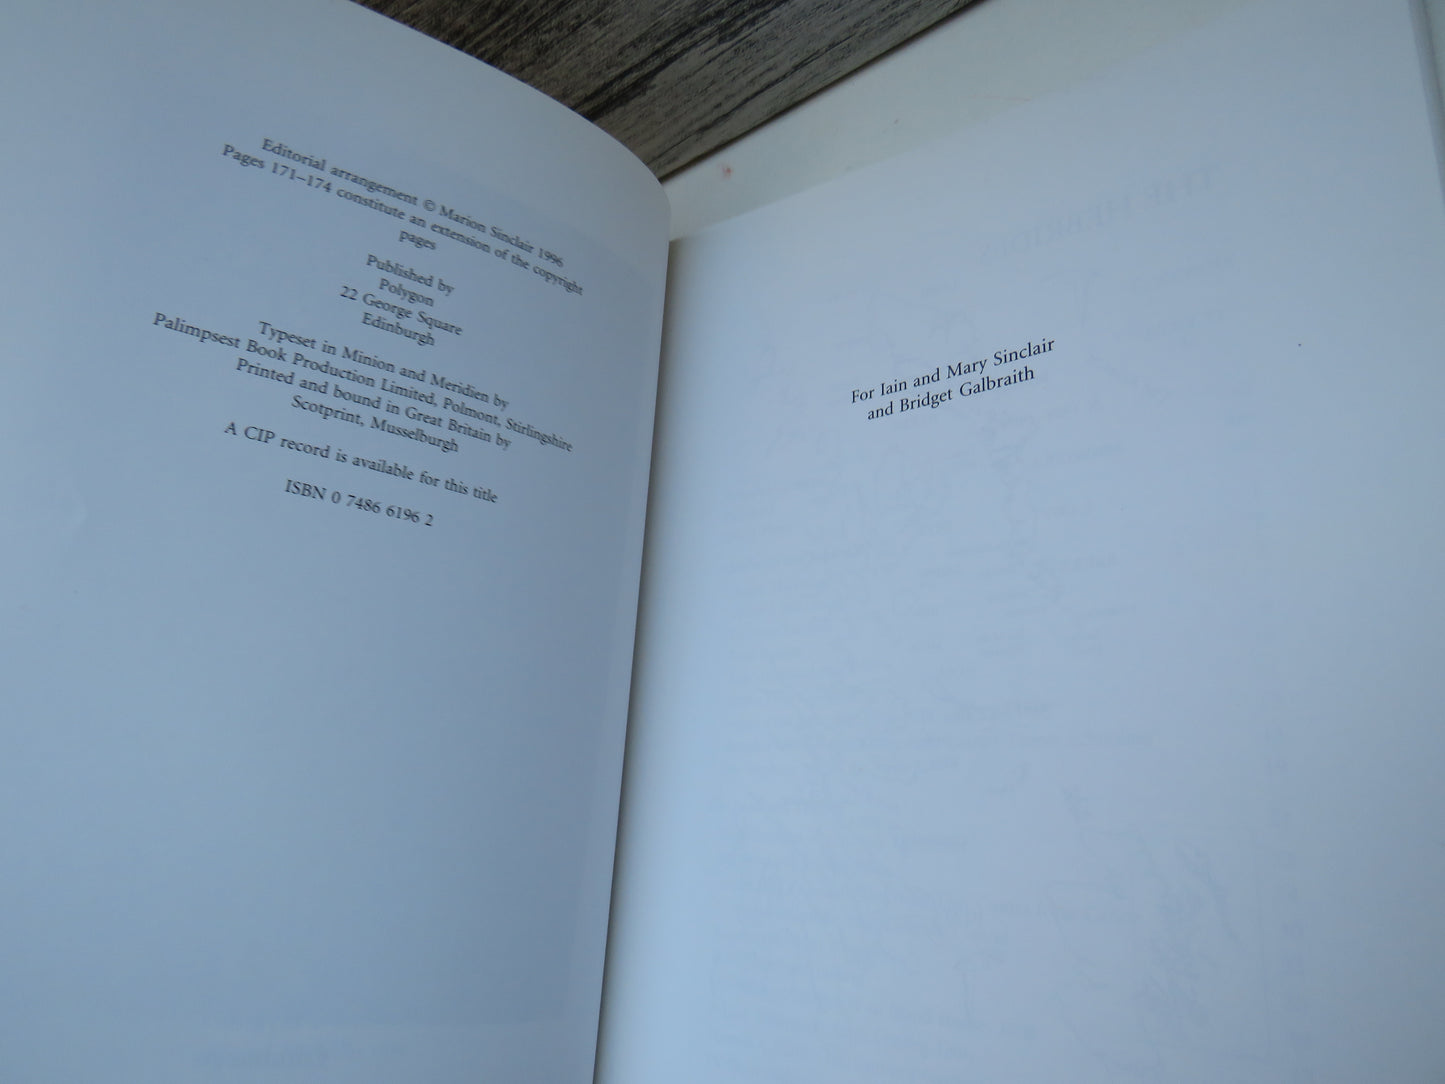 Editorial arrangement © Marion Sinclair 1996
Pages 171–174 constitute an extension of the copyright
pages
Published by
Polygon
22 George Square
Edinburgh
Typeset in Minion and Meridien by
Palimpsest Book Production Limited, Polmont, Stirlingshire
Printed and bound in Great Britain by
Scotprint, Musselburgh
A CIP record is available for this title
ISBN 0 7486 6196 2
For Iain and Mary Sinclair
and Bridget Galbraith
THE HEBRIDES